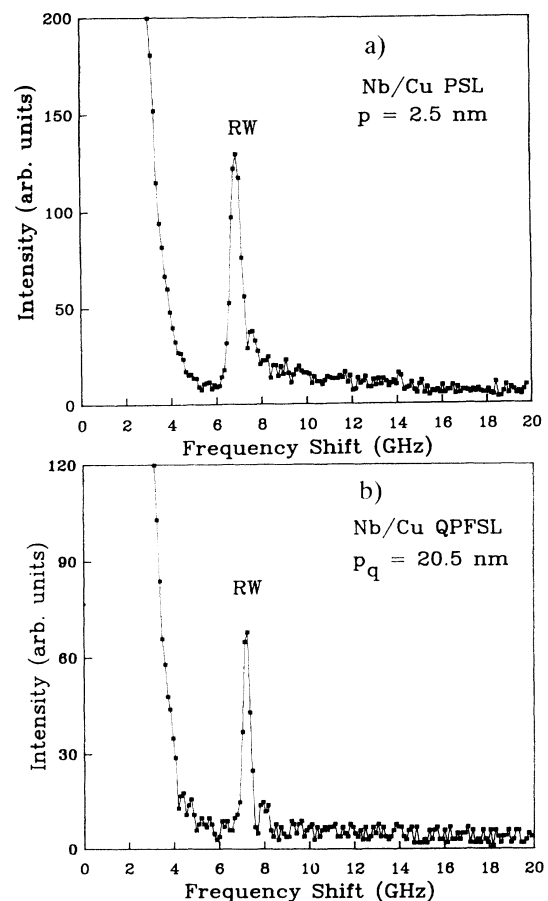 200
150
100
50
0
Intensity (arb. units)
a)
Nb/Cu PSL
p = 2.5 nm
RW
0 2 4 6 8 10 12 14 16 18 20
Frequency Shift (GHz)
120
90
60
30
0
Intensity (arb. units)
b)
Nb/Cu QPFSL
p_q = 20.5 nm
RW
0 2 4 6 8 10 12 14 16 18 20
Frequency Shift (GHz)